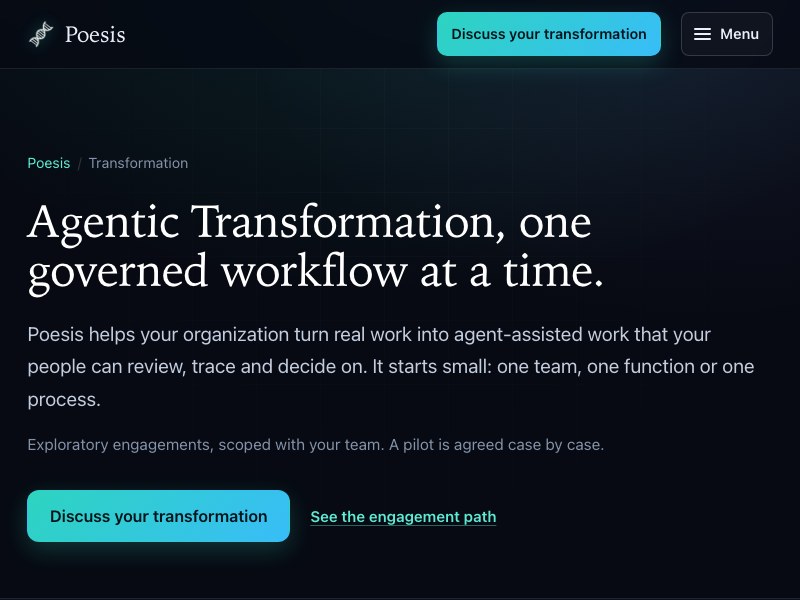 Poesis
Discuss your transformation
Menu
Poesis / Transformation
Agentic Transformation, one
governed workflow at a time.
Poesis helps your organization turn real work into agent-assisted work that your
people can review, trace and decide on. It starts small: one team, one function or one
process.
Exploratory engagements, scoped with your team. A pilot is agreed case by case.
Discuss your transformation
See the engagement path